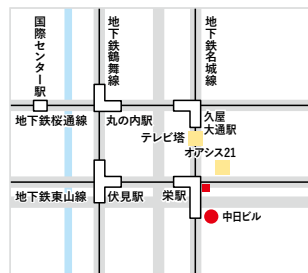 国際センター駅
地下鉄鶴舞線
地下鉄名城線
地下鉄桜通線
丸の内駅
久屋
大通駅
テレビ塔
オアシス21
地下鉄東山線
伏見駅
栄駅
中日ビル